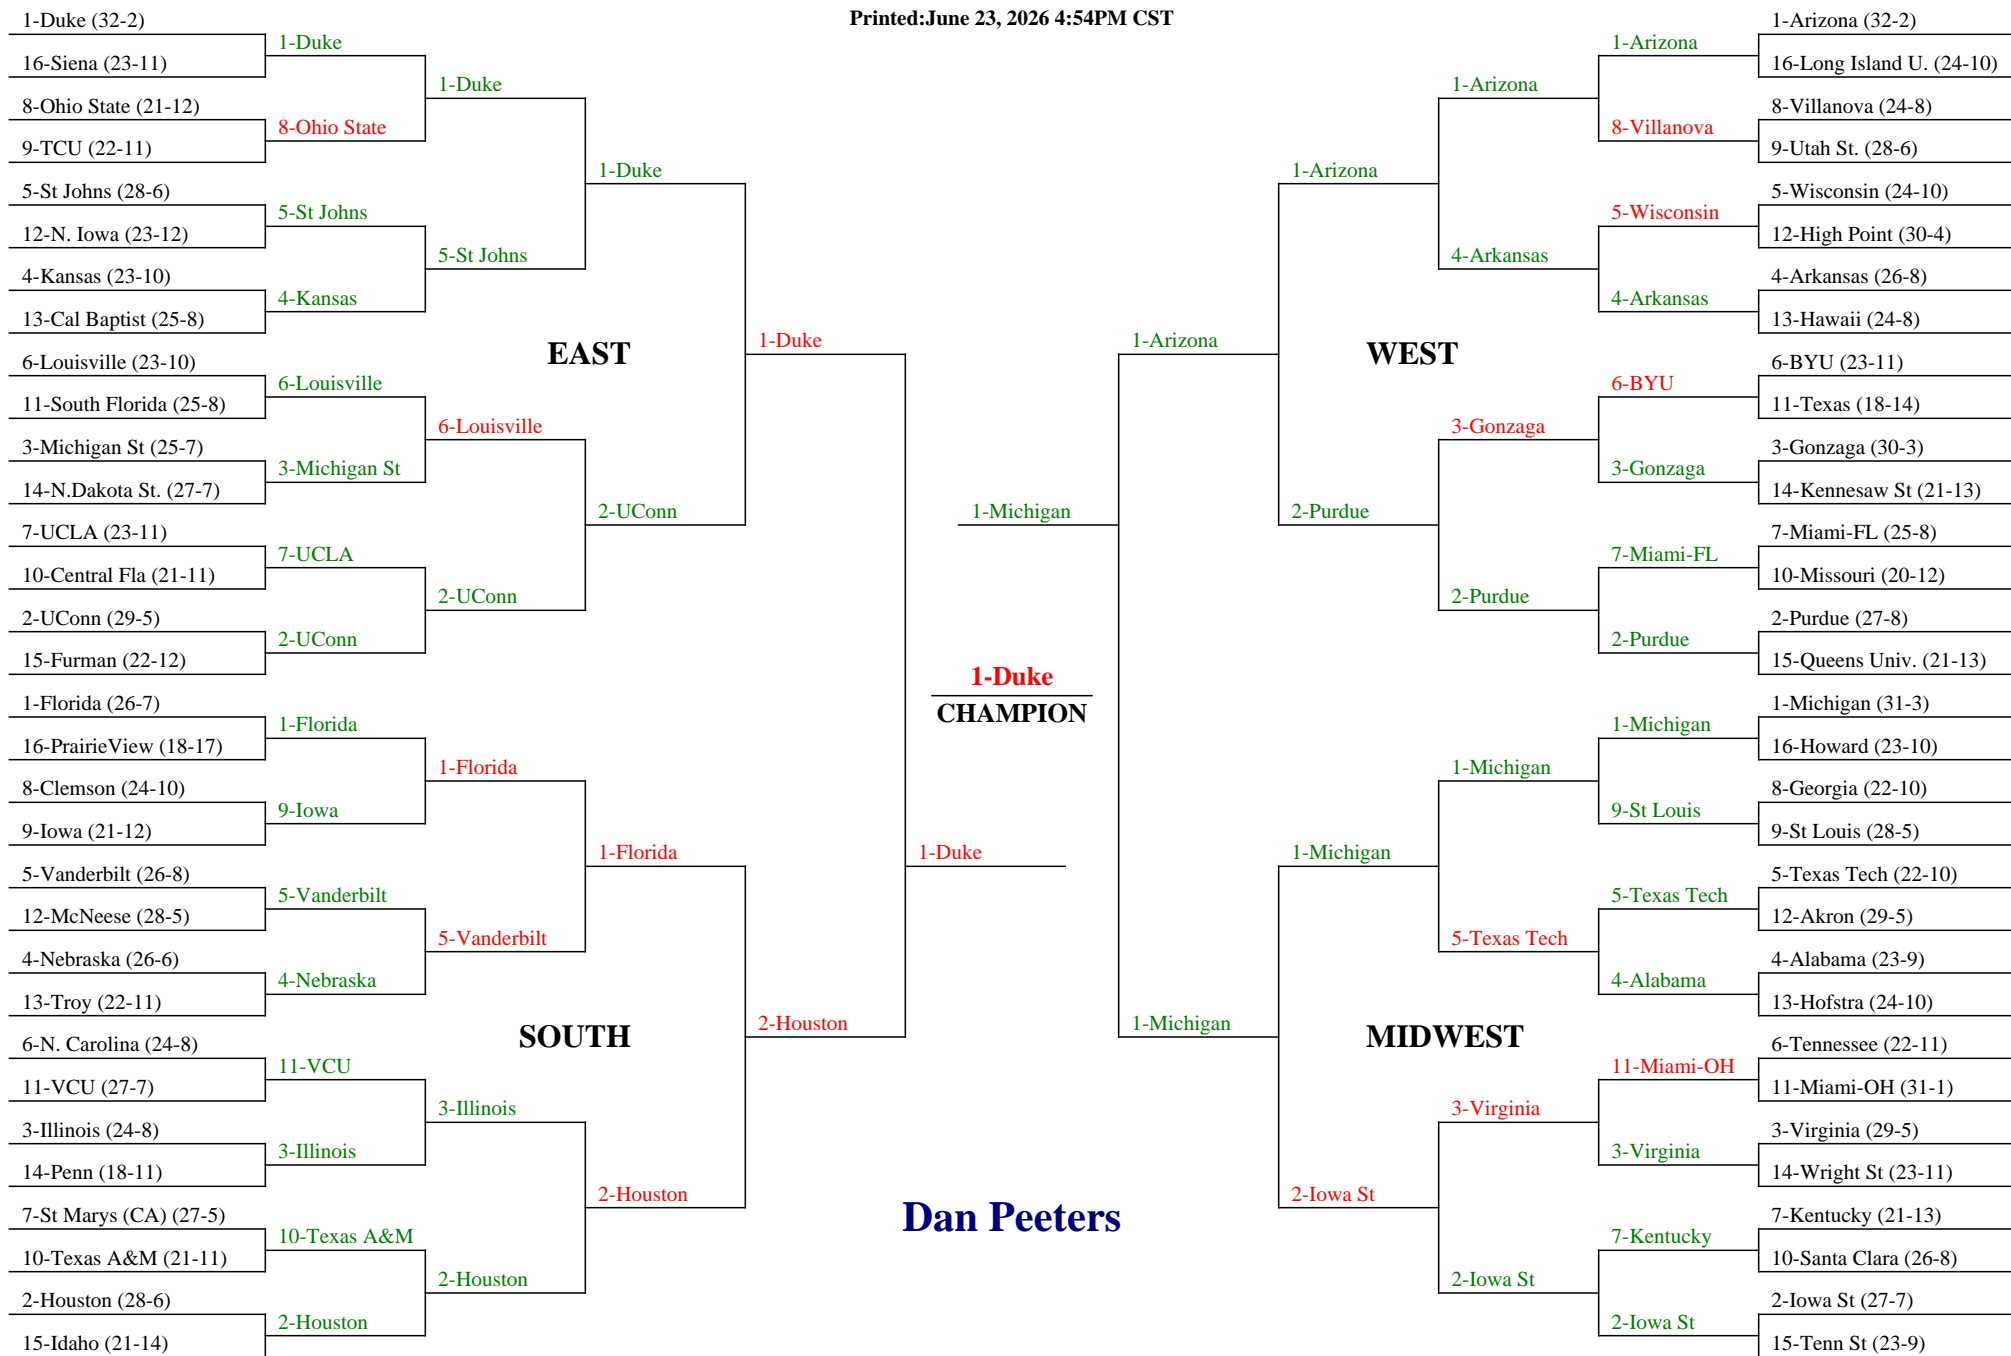 Printed:June 23, 2026 4:54PM CST
1-Duke (32-2)
16-Siena (23-11)
8-Ohio State (21-12)
9-TCU (22-11)
5-St Johns (28-6)
12-N. Iowa (23-12)
4-Kansas (23-10)
13-Cal Baptist (25-8)
6-Louisville (23-10)
11-South Florida (25-8)
3-Michigan St (25-7)
14-N.Dakota St. (27-7)
7-UCLA (23-11)
10-Central Fla (21-11)
2-UConn (29-5)
15-Furman (22-12)
1-Florida (26-7)
16-PrairieView (18-17)
8-Clemson (24-10)
9-Iowa (21-12)
5-Vanderbilt (26-8)
12-McNeese (28-5)
4-Nebraska (26-6)
13-Troy (22-11)
6-N. Carolina (24-8)
11-VCU (27-7)
3-Illinois (24-8)
14-Penn (18-11)
7-St Marys (CA) (27-5)
10-Texas A&M (21-11)
2-Houston (28-6)
15-Idaho (21-14)
1-Duke
8-Ohio State
5-St Johns
4-Kansas
6-Louisville
3-Michigan St
7-UCLA
2-UConn
1-Florida
9-Iowa
5-Vanderbilt
4-Nebraska
11-VCU
3-Illinois
10-Texas A&M
2-Houston
1-Duke
5-St Johns
6-Louisville
2-UConn
1-Florida
5-Vanderbilt
3-Illinois
2-Houston
EAST
SOUTH
1-Duke
2-UConn
1-Florida
2-Houston
1-Duke
2-Houston
1-Duke
1-Duke
CHAMPION
Dan Peeters
1-Michigan
1-Arizona
1-Michigan
1-Arizona
2-Purdue
1-Michigan
2-Iowa St
WEST
MIDWEST
1-Arizona
4-Arkansas
3-Gonzaga
2-Purdue
1-Michigan
5-Texas Tech
3-Virginia
2-Iowa St
1-Arizona
8-Villanova
5-Wisconsin
4-Arkansas
6-BYU
3-Gonzaga
7-Miami-FL
2-Purdue
1-Michigan
9-St Louis
5-Texas Tech
4-Alabama
11-Miami-OH
3-Virginia
7-Kentucky
2-Iowa St
1-Arizona (32-2)
16-Long Island U. (24-10)
8-Villanova (24-8)
9-Utah St. (28-6)
5-Wisconsin (24-10)
12-High Point (30-4)
4-Arkansas (26-8)
13-Hawaii (24-8)
6-BYU (23-11)
11-Texas (18-14)
3-Gonzaga (30-3)
14-Kennesaw St (21-13)
7-Miami-FL (25-8)
10-Missouri (20-12)
2-Purdue (27-8)
15-Queens Univ. (21-13)
1-Michigan (31-3)
16-Howard (23-10)
8-Georgia (22-10)
9-St Louis (28-5)
5-Texas Tech (22-10)
12-Akron (29-5)
4-Alabama (23-9)
13-Hofstra (24-10)
6-Tennessee (22-11)
11-Miami-OH (31-1)
3-Virginia (29-5)
14-Wright St (23-11)
7-Kentucky (21-13)
10-Santa Clara (26-8)
2-Iowa St (27-7)
15-Tenn St (23-9)